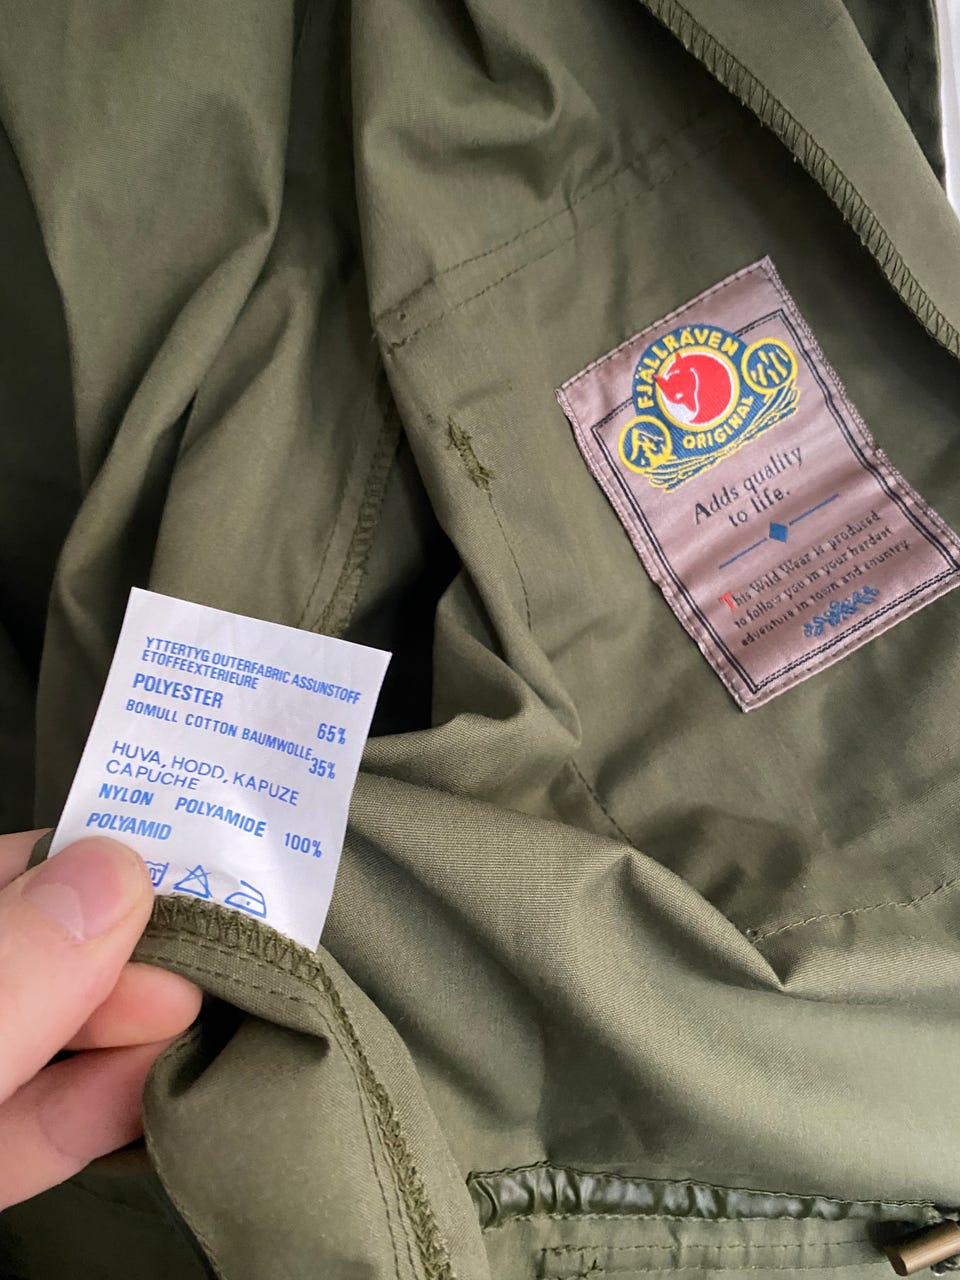 FJÄLLRÄVEN
ORIGINAL
Adds quality
to life.
This Wild Wear is produced
to follow you in your hardest
adventure in town and country.
YTTERTYG OUTERFABRIC ASSUNSTOFF
ETOFFEEXTERIEURE
POLYESTER 65%
BOMULL COTTON BAUMWOLLE 35%
HUVA, HODD, KAPUZE
CAPUCHE
NYLON POLYAMIDE 100%
POLYAMID